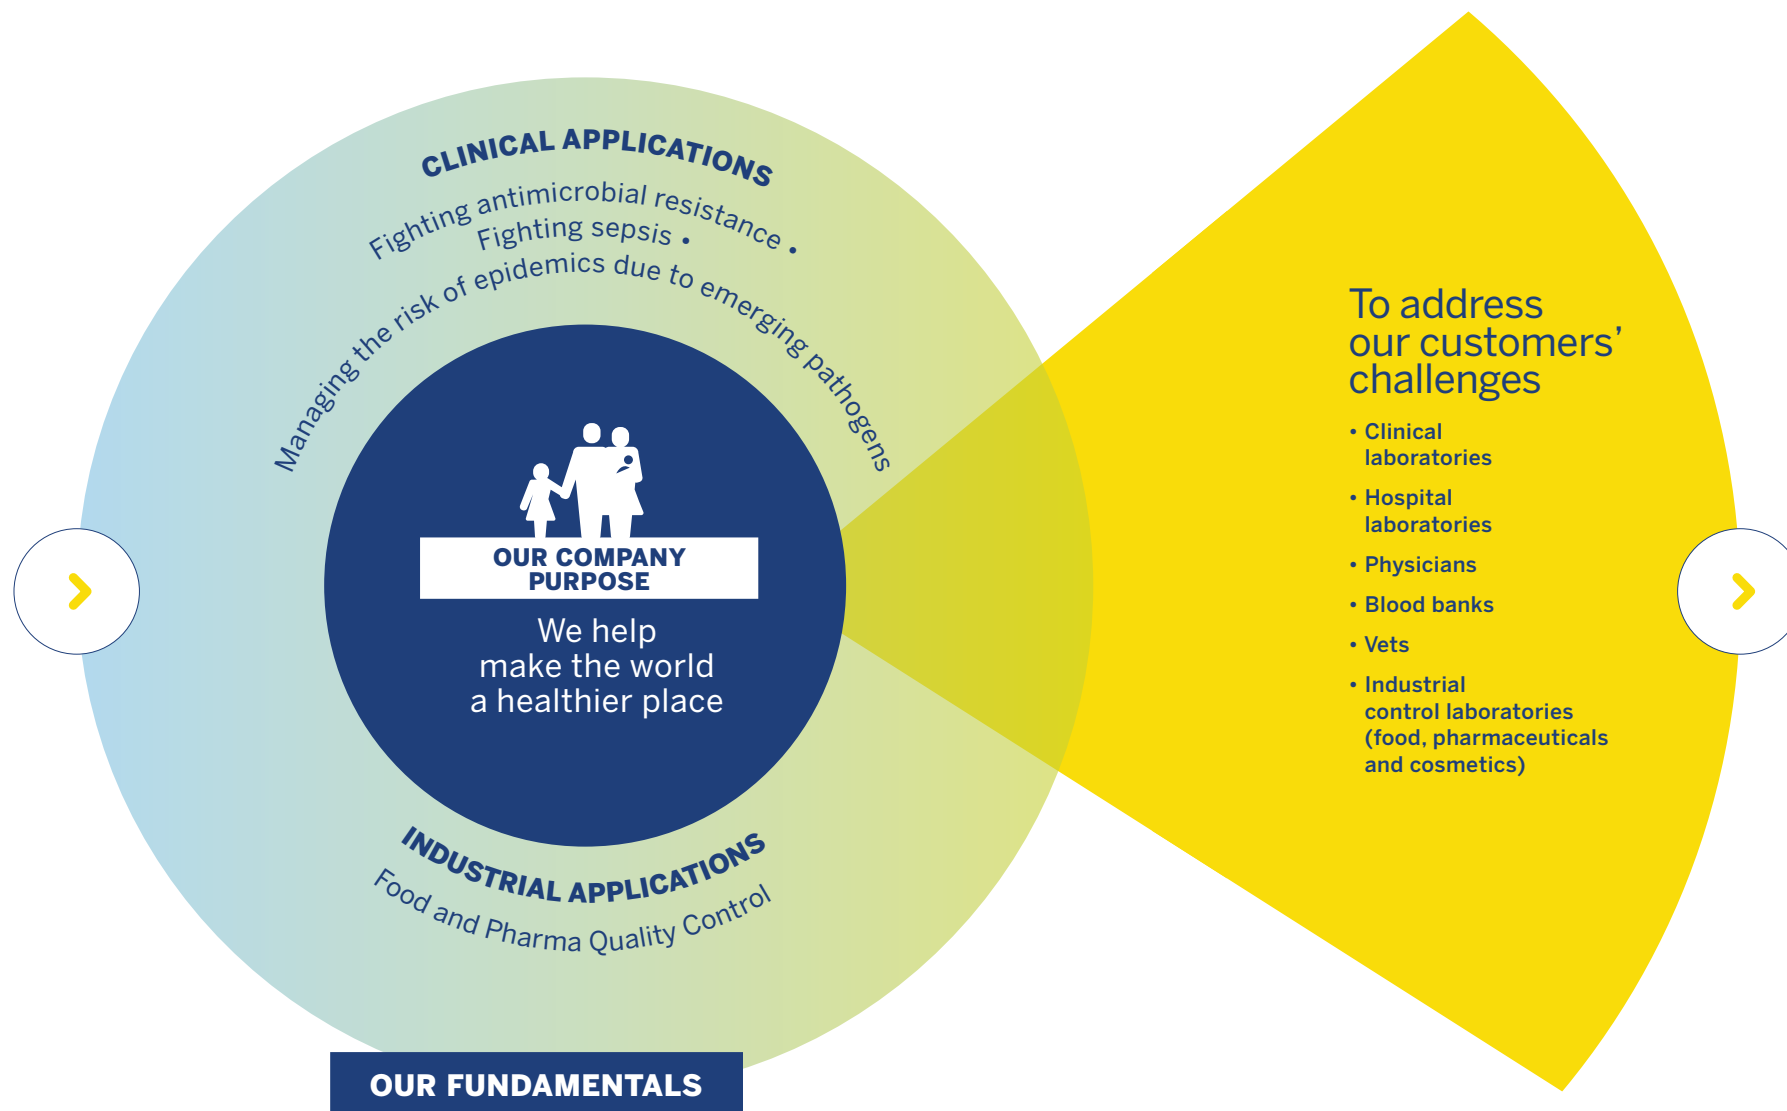 CLINICAL APPLICATIONS
Fighting antimicrobial resistance •
Fighting sepsis •
Managing the risk of epidemics due to emerging pathogens
OUR COMPANY
PURPOSE
We help
make the world
a healthier place
INDUSTRIAL APPLICATIONS
Food and Pharma Quality Control
OUR FUNDAMENTALS
To address
our customers’
challenges
• Clinical
laboratories
• Hospital
laboratories
• Physicians
• Blood banks
• Vets
• Industrial
control laboratories
(food, pharmaceuticals
and cosmetics)